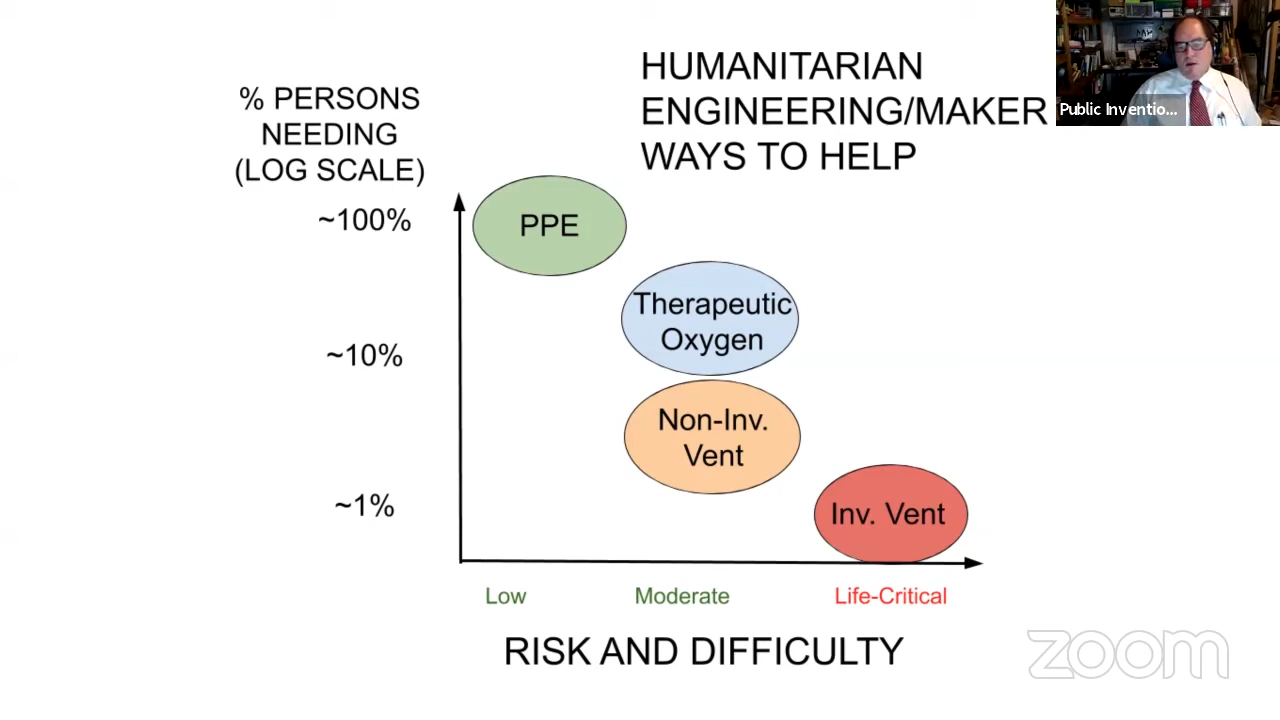 HUMANITARIAN
ENGINEERING/MAKER
WAYS TO HELP
Public Inventio...
% PERSONS
NEEDING
(LOG SCALE)
~100%
~10%
~1%
PPE
Therapeutic
Oxygen
Non-Inv.
Vent
Inv. Vent
Low
Moderate
Life-Critical
RISK AND DIFFICULTY
zoom